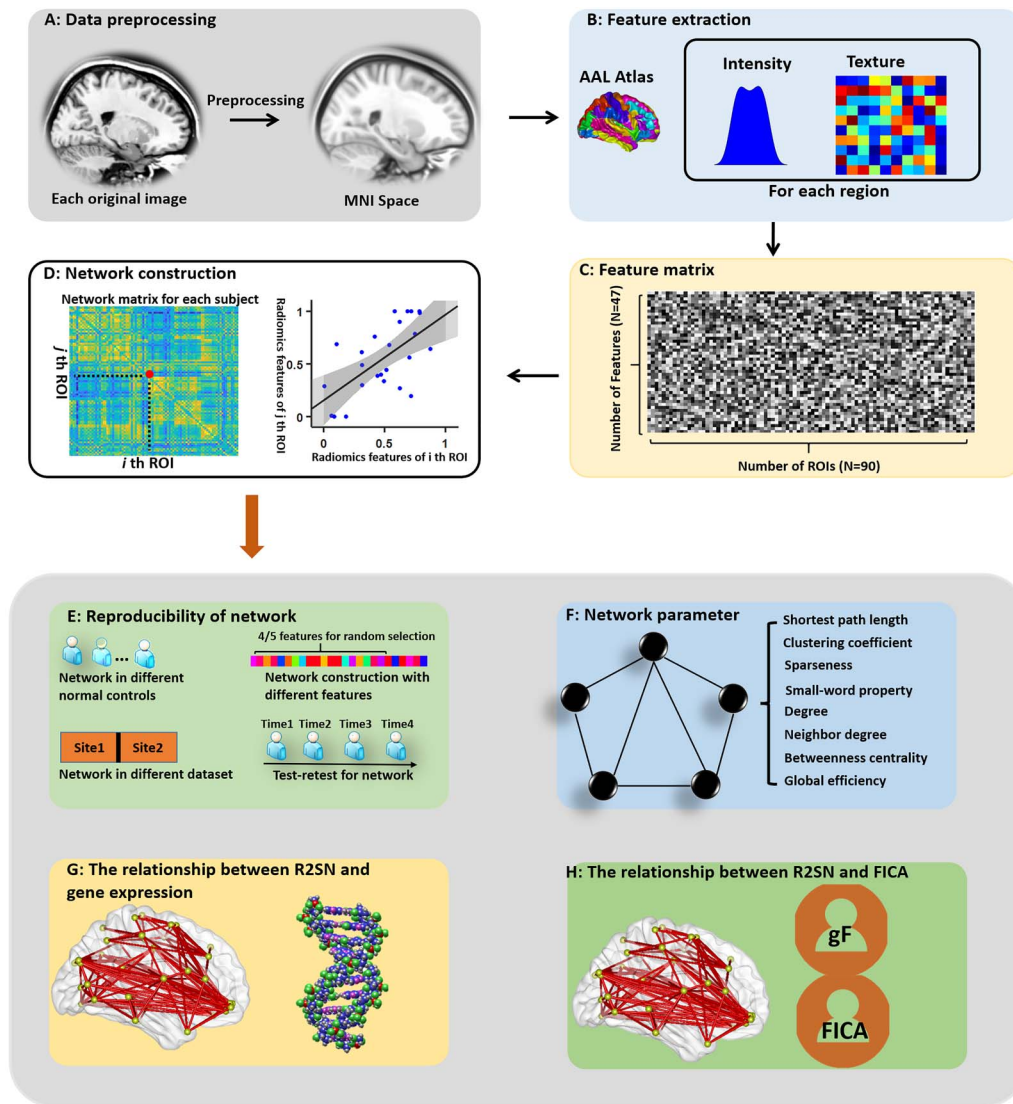 A: Data preprocessing
Preprocessing
Each original image
MNI Space
B: Feature extraction
AAL Atlas
Intensity
Texture
For each region
C: Feature matrix
Number of Features (N=47)
Number of ROIs (N=90)
D: Network construction
Network matrix for each subject
j th ROI
i th ROI
Radiomics features of j th ROI
1
0.5
0
0
0.5
1
Radiomics features of i th ROI
E: Reproducibility of network
Network in different
normal controls
4/5 features for random selection
Network construction with
different features
Site1
Site2
Network in different dataset
Time1 Time2 Time3 Time4
Test-retest for network
F: Network parameter
Shortest path length
Clustering coefficient
Sparseness
Small-word property
Degree
Neighbor degree
Betweenness centrality
Global efficiency
G: The relationship between R2SN and
gene expression
H: The relationship between R2SN and FICA
gF
FICA